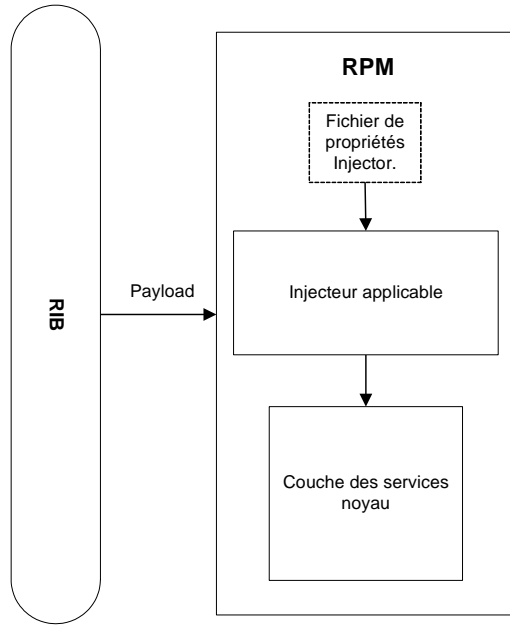 RIB
Payload
RPM
Fichier de
propriétés
Injector.
Injecteur applicable
Couche des services
noyau